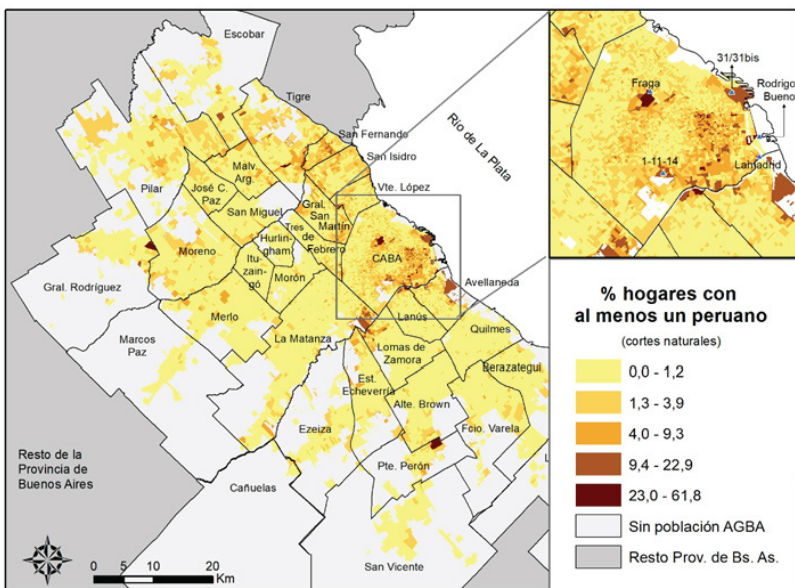 Escobar
Tigre
San Fernando
San Isidro
Río de La Plata
Vte. López
Pilar
Malv.
Arg.
José C.
Paz
San Miguel
Gral.
San
Martín
Tres
de
Febrero
Hurlin-
gham
Itu-
zain-
gó
Morón
Moreno
CABA
Gral. Rodríguez
Merlo
Marcos
Paz
La Matanza
Avellaneda
Lanús
Quilmes
Lomas de
Zamora
Berazategui
Est.
Echeverría
Alte. Brown
Ezeiza
Fcio. Varela
Pte. Perón
Cañuelas
San Vicente
L
Resto de la
Provincia de
Buenos Aires
0 5 10 20
Km
31/31bis
Fraga
Rodrigo
Bueno
1-11-14
Lamadrid
% hogares con
al menos un peruano
(cortes naturales)
0,0 - 1,2
1,3 - 3,9
4,0 - 9,3
9,4 - 22,9
23,0 - 61,8
Sin población AGBA
Resto Prov. de Bs. As.